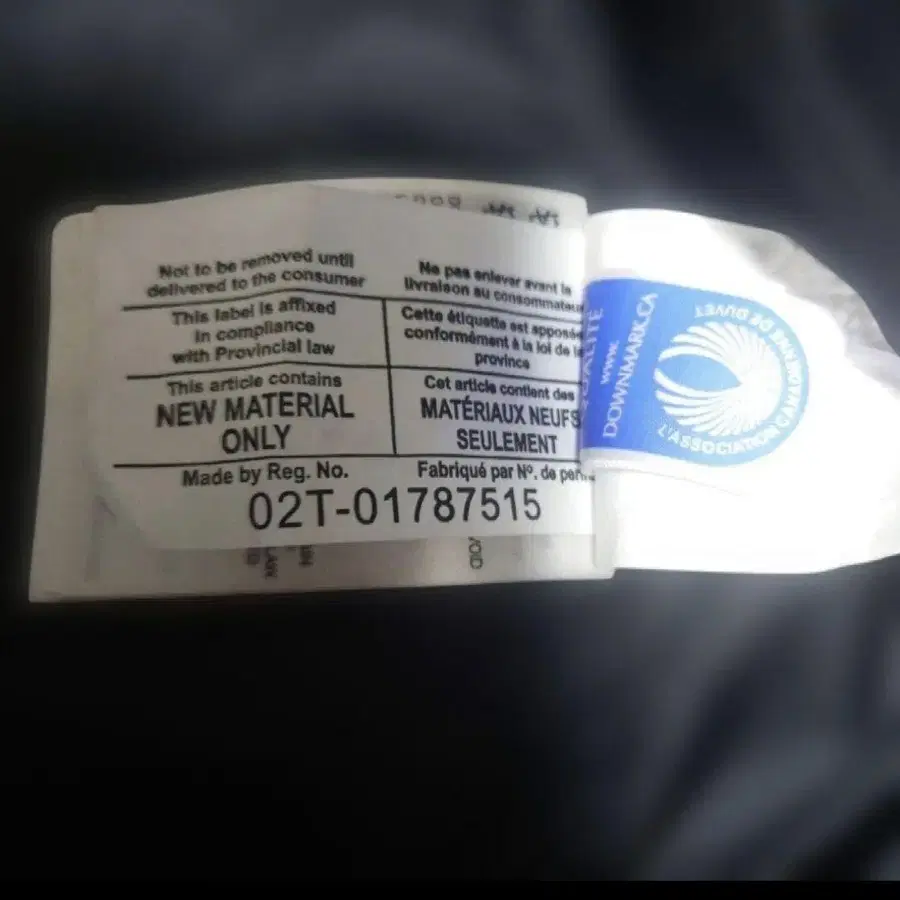 Not to be removed until
delivered to the consumer
Ne pas enlever avant la
livraison au consommateur
This label is affixed
in compliance
with Provincial law
Cette étiquette est apposée
conformément à la loi de la
province
This article contains
NEW MATERIAL
ONLY
Cet article contient des
MATÉRIAUX NEUFS
SEULEMENT
Made by Reg. No.
Fabriqué par Nº. de
02T-01787515
www.
DOWNMARK.CA
L'ASSOCIATION CANADIENNE DE DUVET